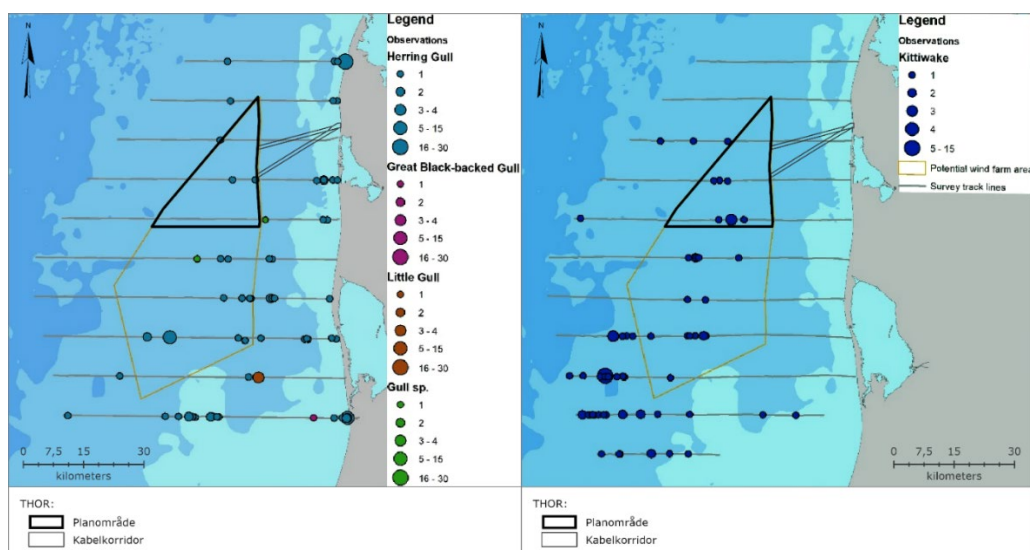 N
Legend
Observations
Herring Gull
1
2
3 - 4
5 - 15
16 - 30
Great Black-backed Gull
1
2
3 - 4
5 - 15
16 - 30
Little Gull
1
2
3 - 4
5 - 15
16 - 30
Gull sp.
1
2
3 - 4
5 - 15
16 - 30
0 7,5 15 30
kilometers
THOR:
Planområde
Kabelkorridor
N
Legend
Observations
Kittiwake
1
2
3
4
5 - 15
Potential wind farm area
Survey track lines
0 7,5 15 30
kilometers
THOR:
Planområde
Kabelkorridor